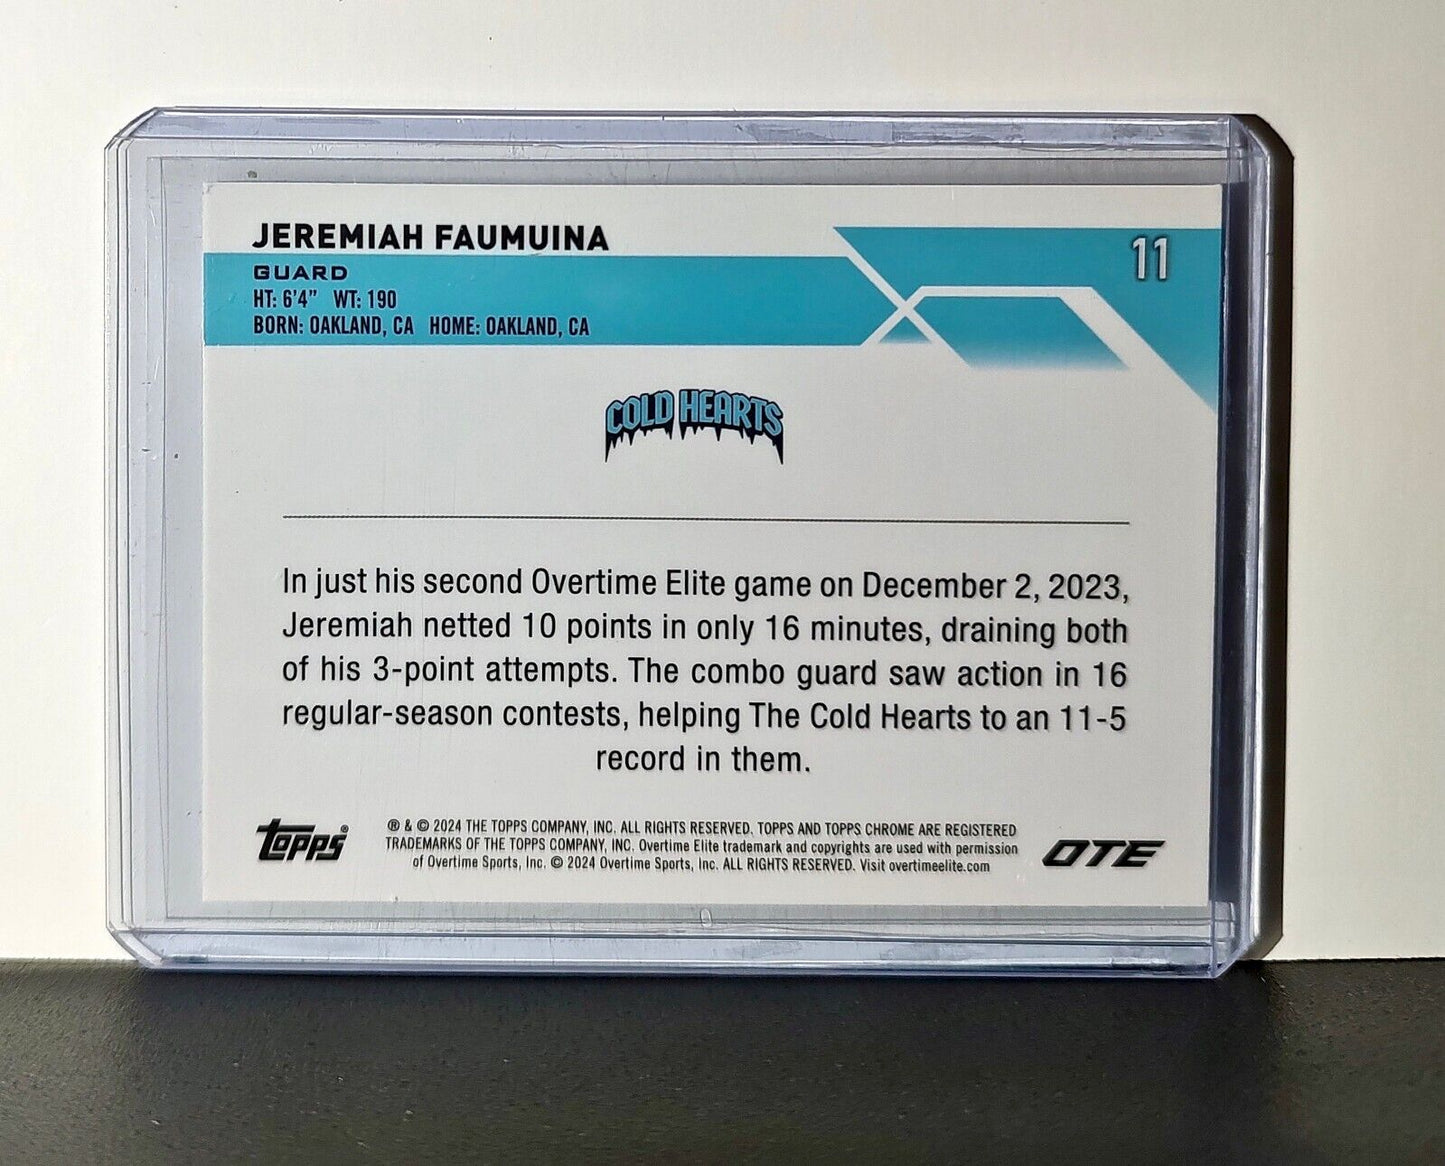 JEREMIAH FAUMUINA
11
GUARD
HT: 6'4” WT: 190
BORN: OAKLAND, CA HOME: OAKLAND, CA
COLD HEARTS
In just his second Overtime Elite game on December 2, 2023,
Jeremiah netted 10 points in only 16 minutes, draining both
of his 3-point attempts. The combo guard saw action in 16
regular-season contests, helping The Cold Hearts to an 11-5
record in them.
topps®
® & © 2024 THE TOPPS COMPANY, INC. ALL RIGHTS RESERVED. TOPPS AND TOPPS CHROME ARE REGISTERED
TRADEMARKS OF THE TOPPS COMPANY, INC. Overtime Elite trademark and copyrights are used with permission
of Overtime Sports, Inc. © 2024 Overtime Sports, Inc. ALL RIGHTS RESERVED. Visit overtimeelite.com
OTE